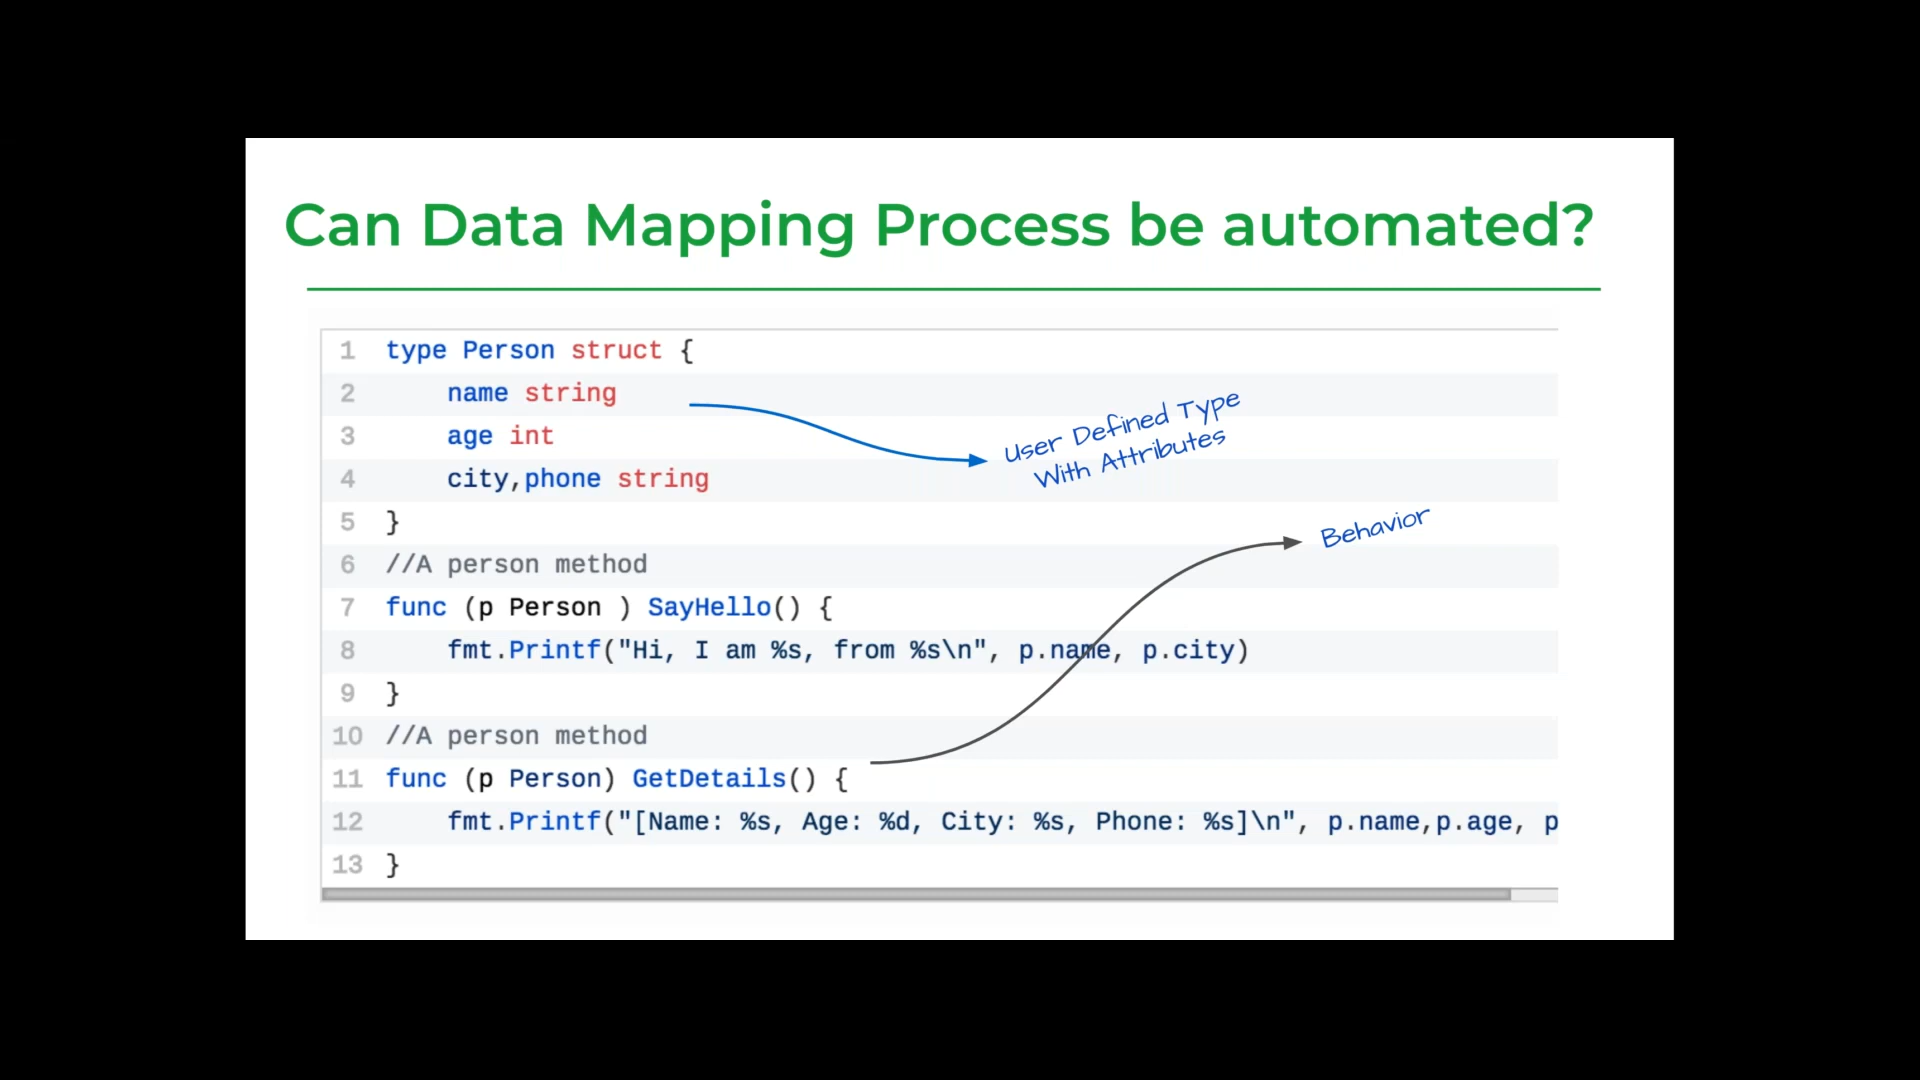 Can Data Mapping Process be automated?
1 type Person struct {
2 name string
3 age int
4 city,phone string
5 }
6 //A person method
7 func (p Person ) SayHello() {
8 fmt.Printf("Hi, I am %s, from %s\n", p.name, p.city)
9 }
10 //A person method
11 func (p Person) GetDetails() {
12 fmt.Printf("[Name: %s, Age: %d, City: %s, Phone: %s]\n", p.name,p.age, p
13 }
User Defined Type
With Attributes
Behavior